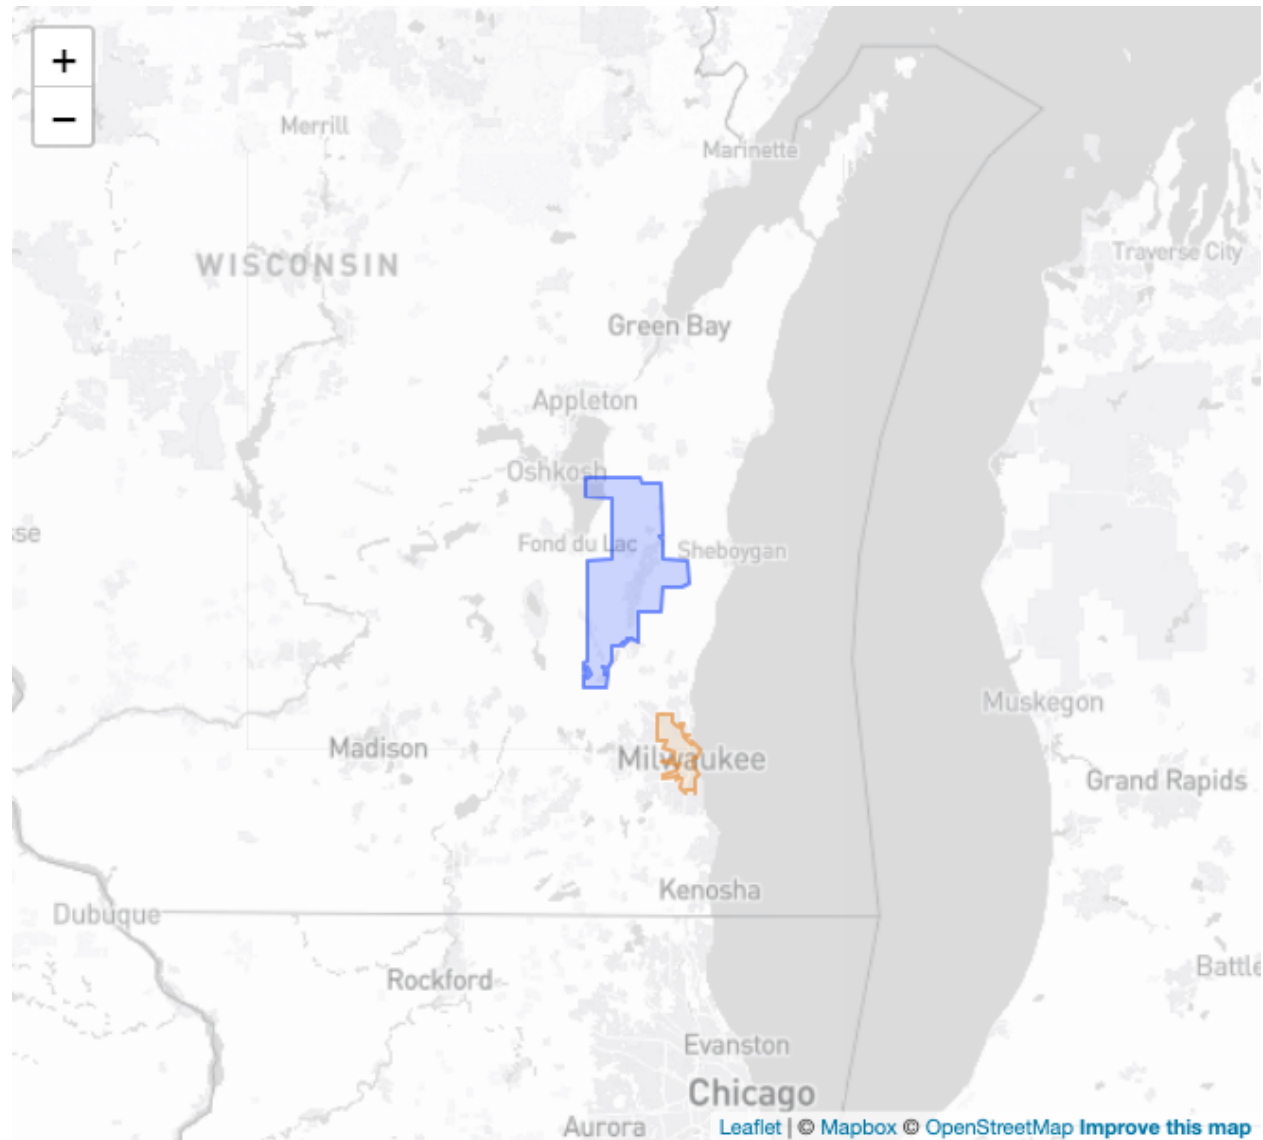 +
−
Merrill
Marinette
WISCONSIN
Traverse City
Green Bay
Appleton
Oshkosh
sse
Fond du Lac
Sheboygan
Muskegon
Madison
Milwaukee
Grand Rapids
Kenosha
Dubuque
Rockford
Battle
Evanston
Chicago
Aurora
Leaflet | © Mapbox © OpenStreetMap Improve this map